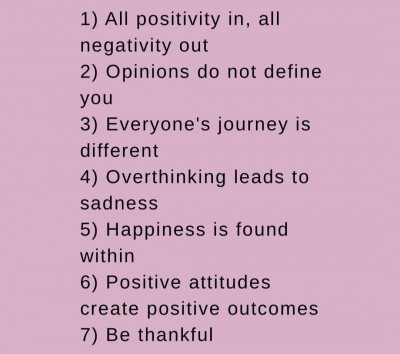 1) All positivity in, all
negativity out
2) Opinions do not define
you
3) Everyone's journey is
different
4) Overthinking leads to
sadness
5) Happiness is found
within
6) Positive attitudes
create positive outcomes
7) Be thankful